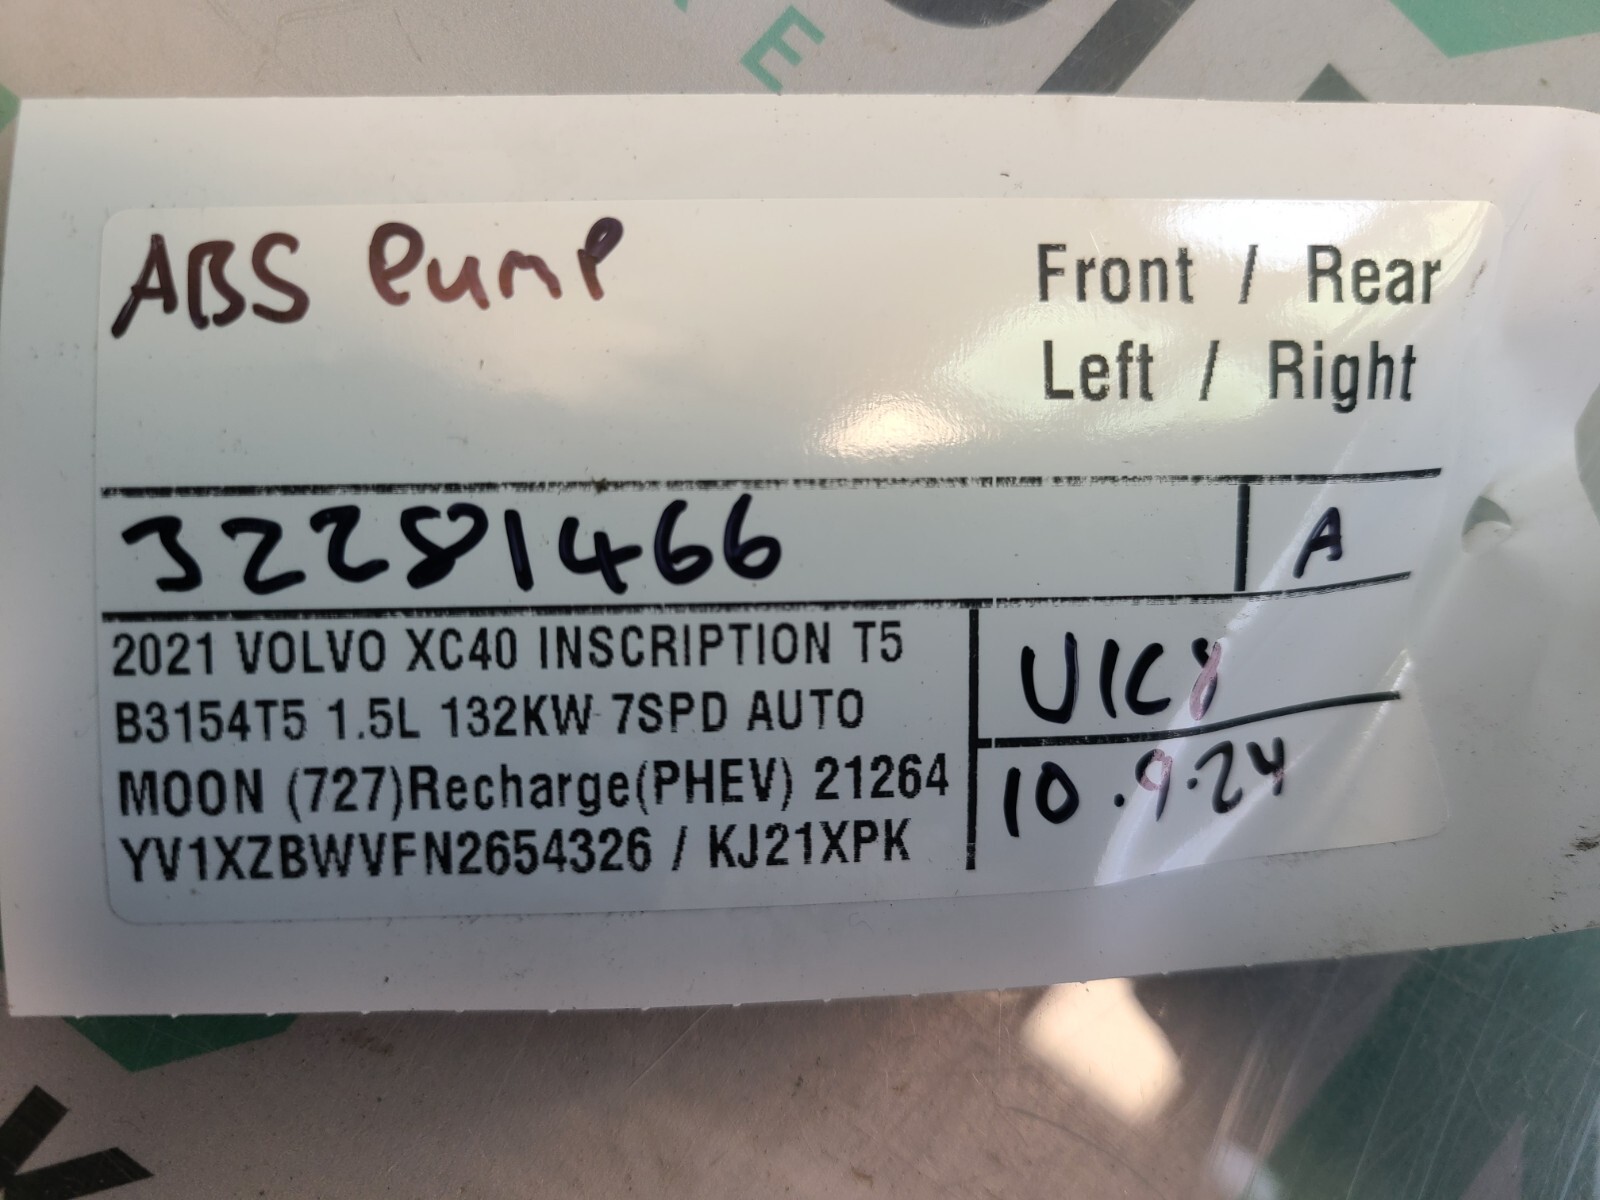 ABS PUMP
Front / Rear
Left / Right
32281466
A
2021 VOLVO XC40 INSCRIPTION T5
B3154T5 1.5L 132KW 7SPD AUTO
MOON (727)Recharge(PHEV) 21264
YV1XZBWVFN2654326 / KJ21XPK
10.9.24